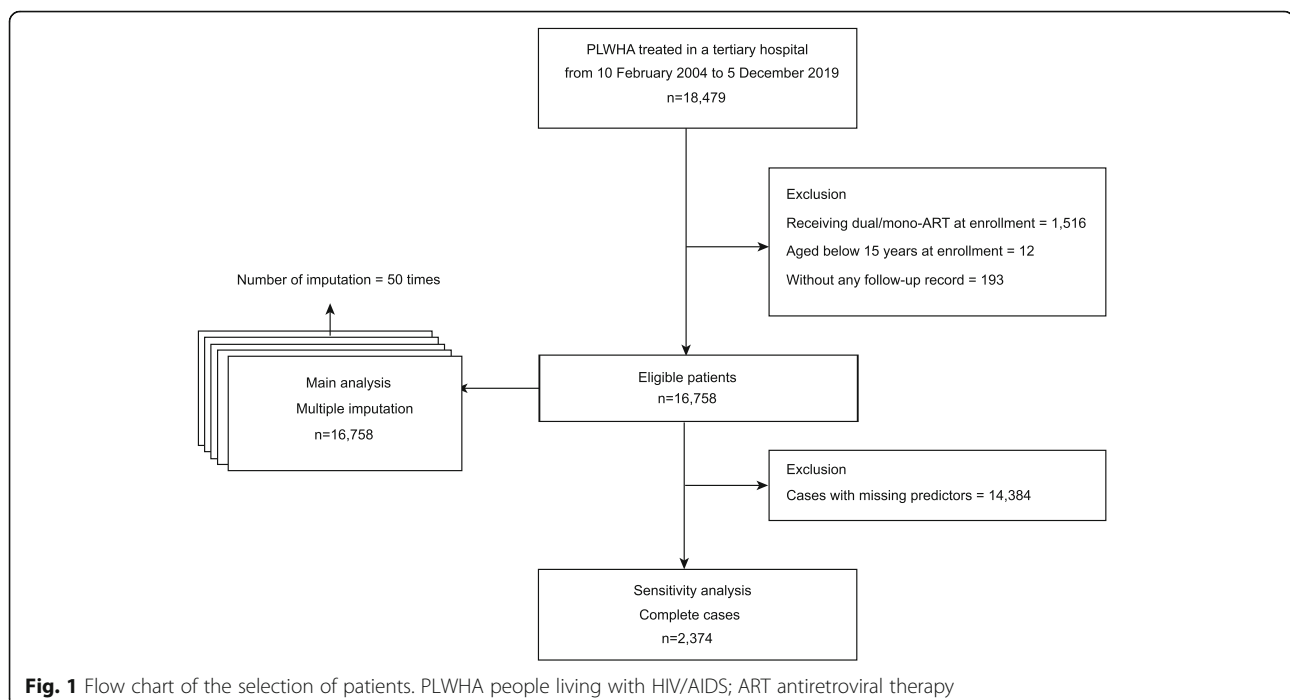 PLWHA treated in a tertiary hospital
from 10 February 2004 to 5 December 2019
n=18,479
Exclusion
Receiving dual/mono-ART at enrollment = 1,516
Aged below 15 years at enrollment = 12
Without any follow-up record = 193
Number of imputation = 50 times
Main analysis
Multiple imputation
n=16,758
Eligible patients
n=16,758
Exclusion
Cases with missing predictors = 14,384
Sensitivity analysis
Complete cases
n=2,374
Fig. 1 Flow chart of the selection of patients. PLWHA people living with HIV/AIDS; ART antiretroviral therapy